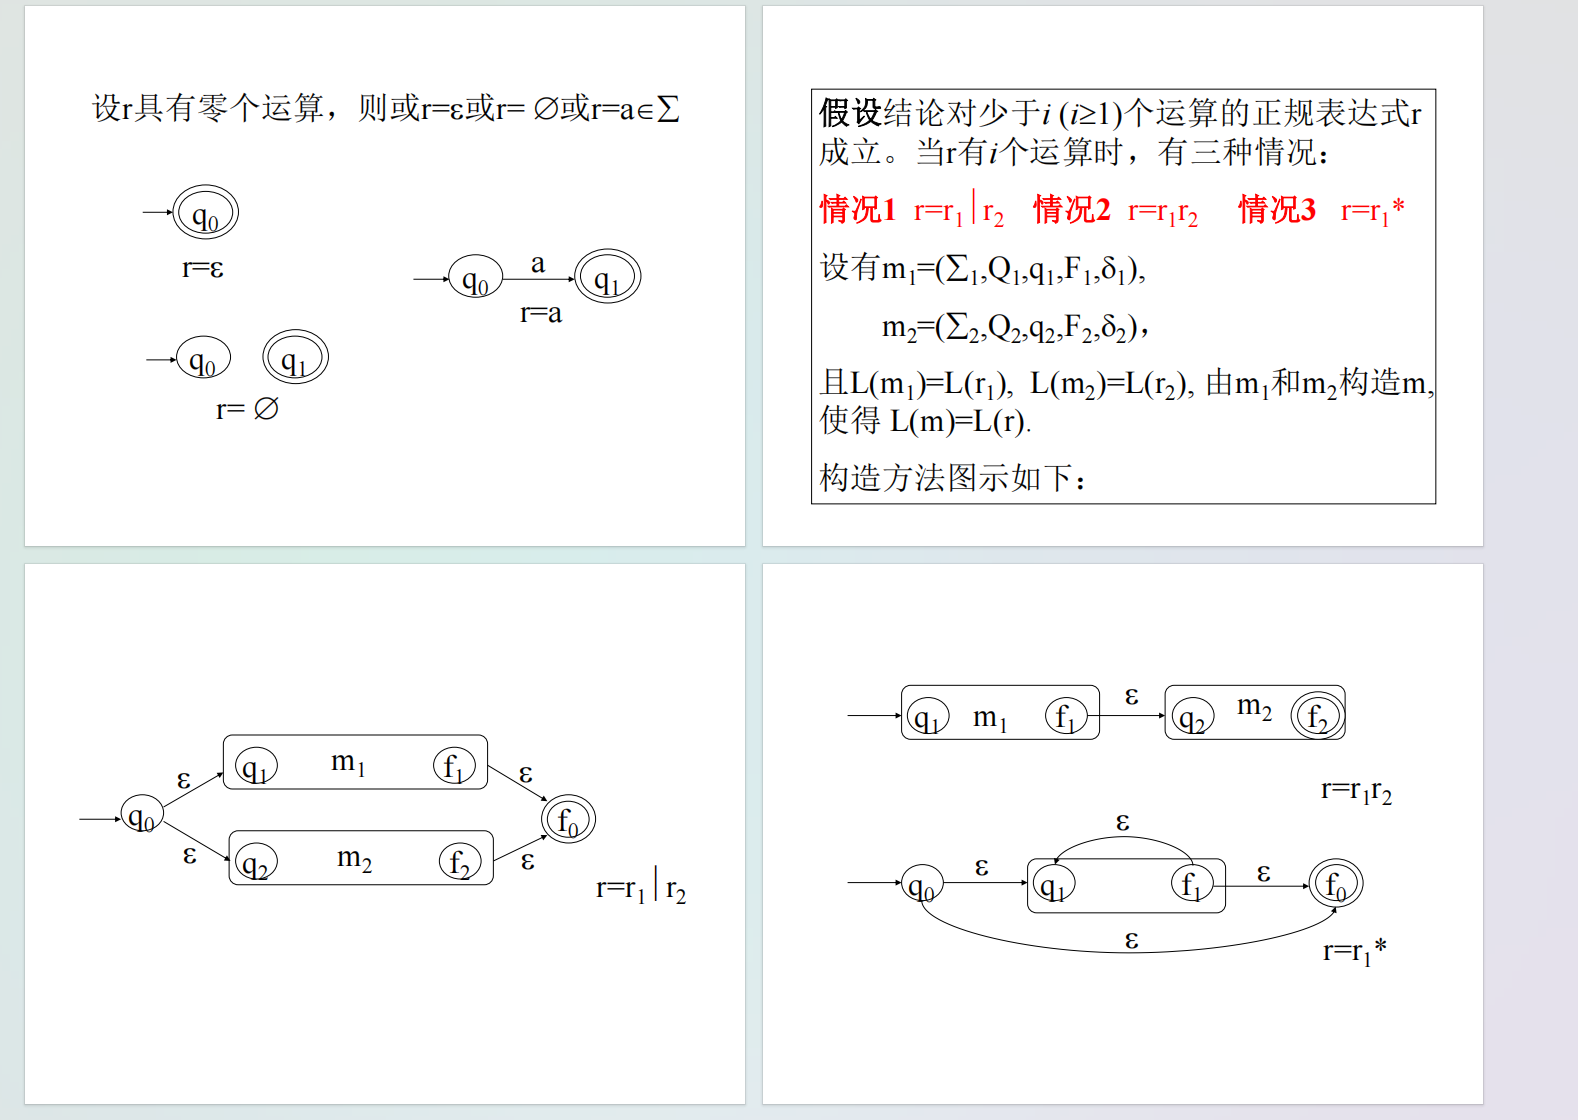 设r具有零个运算，则或r=ε或r= ∅或r=a∈∑
q₀
r=ε
a
q₀ q₁
r=a
q₀ q₁
r= ∅
假设结论对少于i (i≥1)个运算的正规表达式r
成立。当r有i个运算时，有三种情况：
情况1 r=r₁│r₂ 情况2 r=r₁r₂ 情况3 r=r₁*
设有m₁=(∑₁,Q₁,q₁,F₁,δ₁),
m₂=(∑₂,Q₂,q₂,F₂,δ₂)，
且L(m₁)=L(r₁), L(m₂)=L(r₂), 由m₁和m₂构造m,
使得 L(m)=L(r).
构造方法图示如下：
q₁ m₁ f₁
ε ε
q₀ f₀
ε ε
q₂ m₂ f₂
r=r₁│r₂
ε
q₁ m₁ f₁ q₂ m₂ f₂
r=r₁r₂
ε
ε ε
q₀ q₁ f₁ f₀
ε
r=r₁*